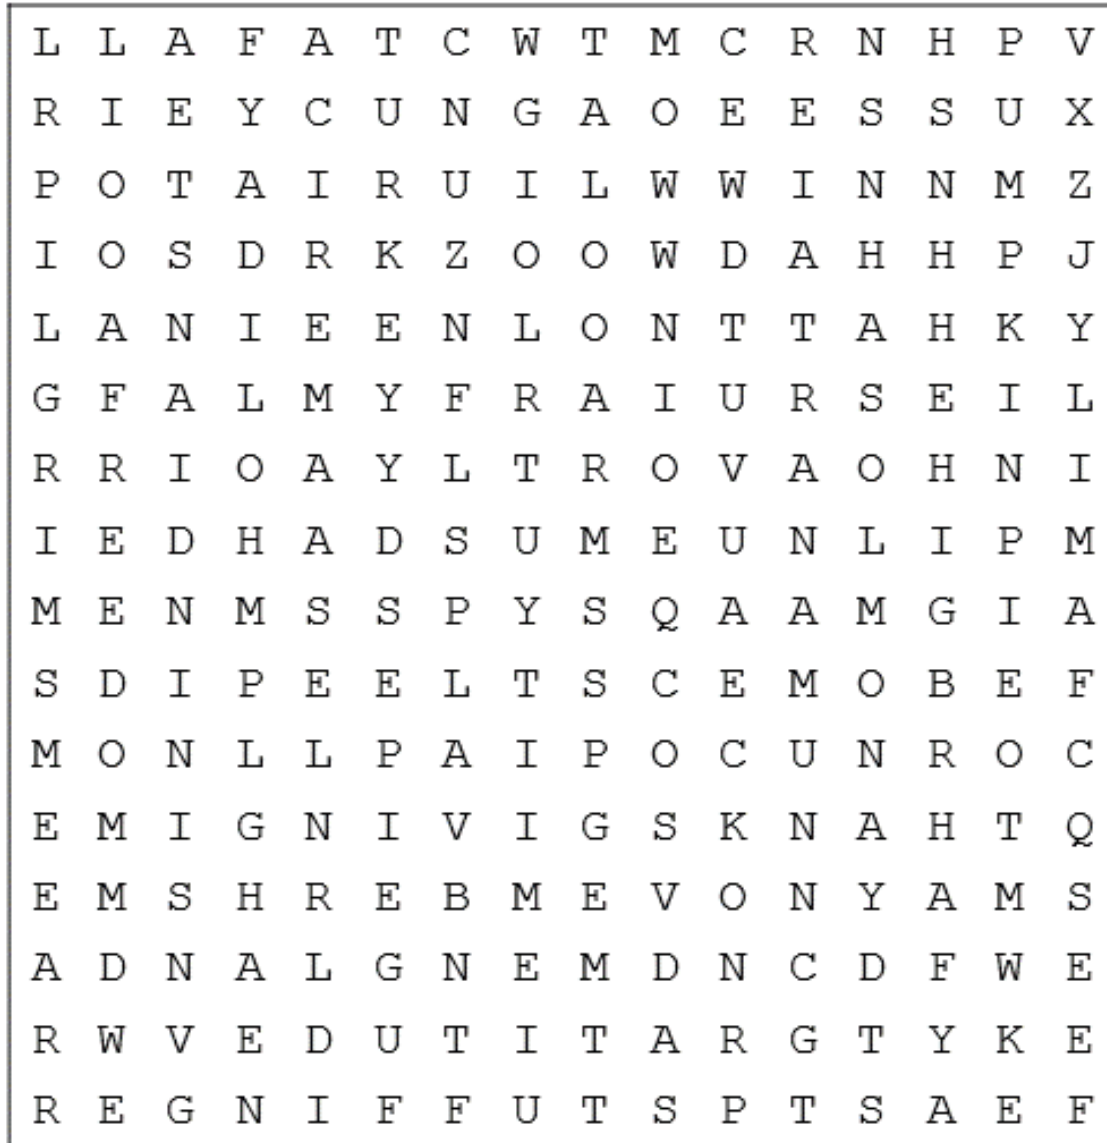 L L A F A T C W T M C R N H P V
R I E Y C U N G A O E E S S U X
P O T A I R U I L W W I N N M Z
I O S D R K Z O O W D A H H P J
L A N I E E N L O N T T A H K Y
G F A L M Y F R A I U R S E I L
R R I O A Y L T R O V A O H N I
I E D H A D S U M E U N L I P M
M E N M S S P Y S Q A A M G I A
S D I P E E L T S C E M O B E F
M O N L L P A I P O C U N R O C
E M I G N I V I G S K N A H T Q
E M S H R E B M E V O N Y A M S
A D N A L G N E M D N C D F W E
R W V E D U T I T A R G T Y K E
R E G N I F F U T S P T S A E F